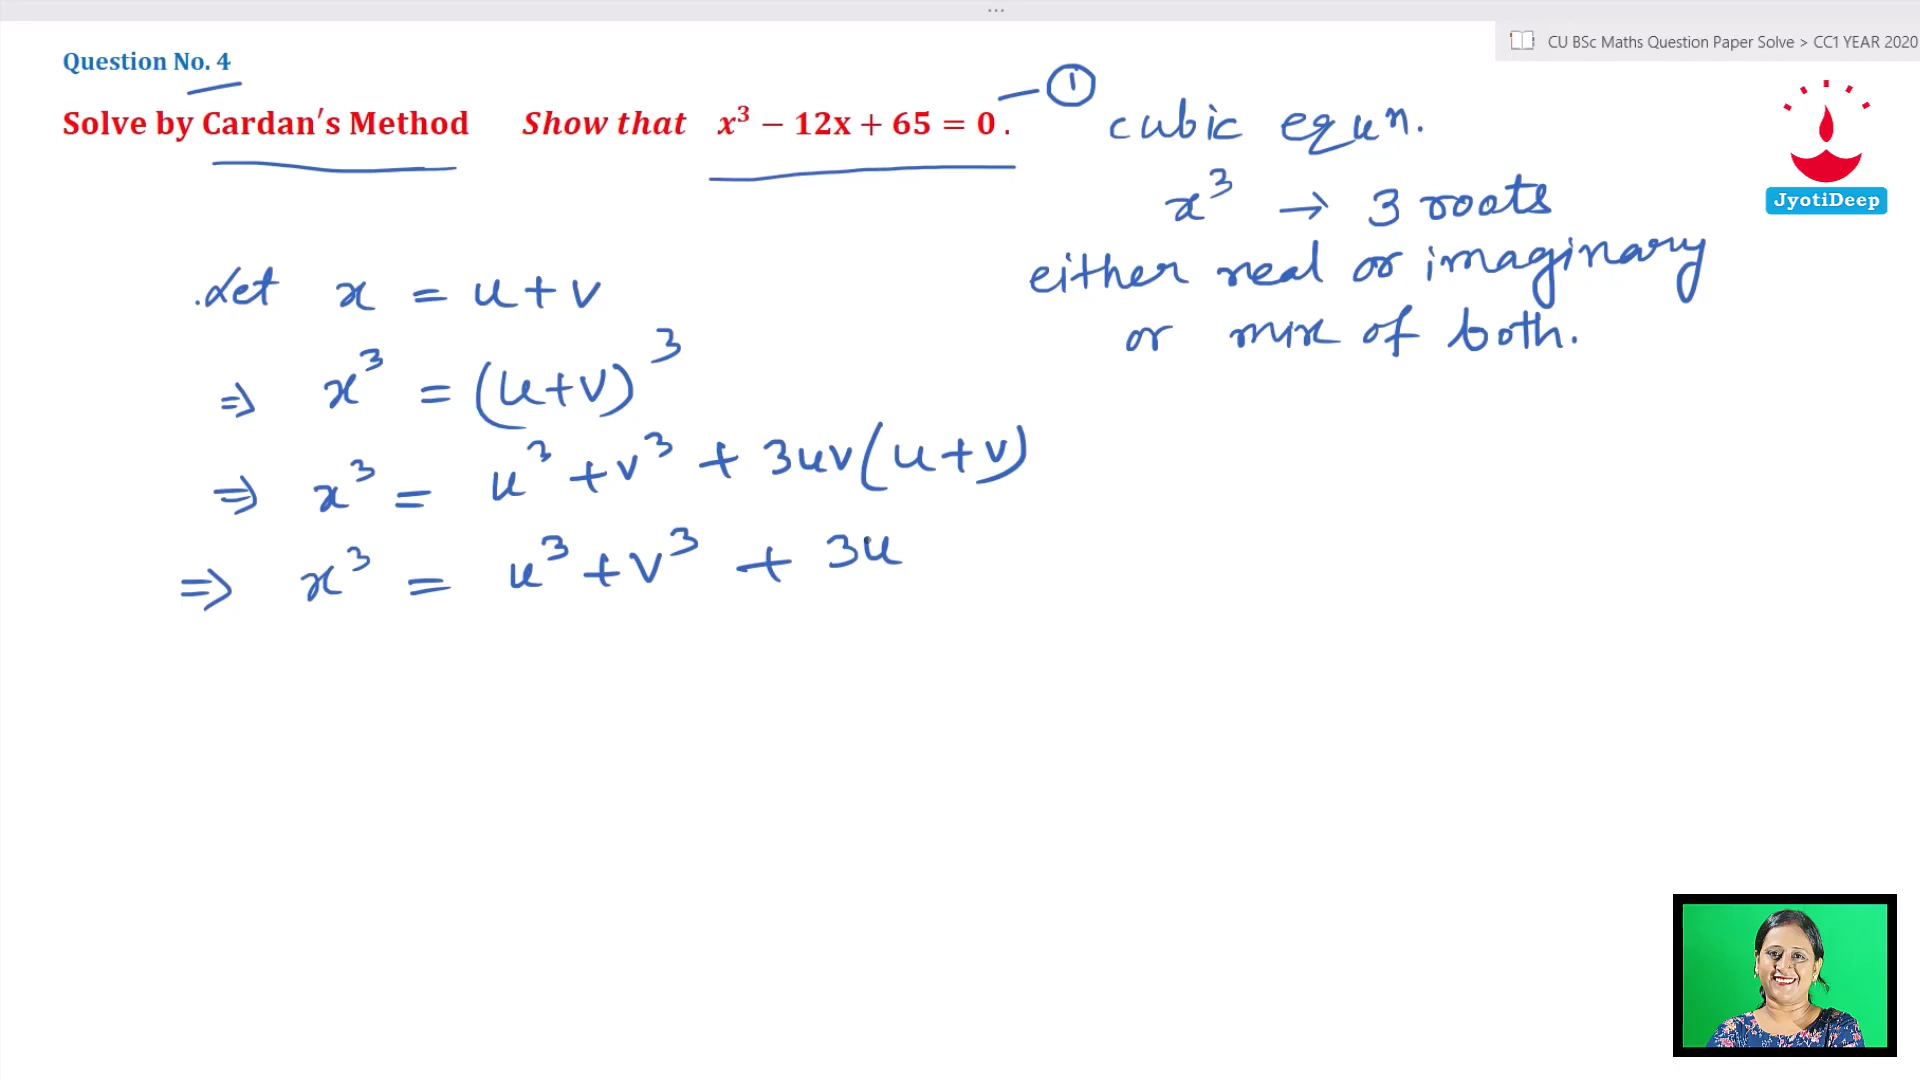 ...
CU BSc Maths Question Paper Solve > CC1 YEAR 2020
Question No. 4
Solve by Cardan's Method Show that x³ − 12x + 65 = 0 . — ①
cubic equn.
x³ → 3 roots
either real or imaginary
or mix of both.
JyotiDeep
.Let x = u+v
⇒ x³ = (u+v)³
⇒ x³ = u³+v³ + 3uv(u+v)
⇒ x³ = u³+v³ + 3u